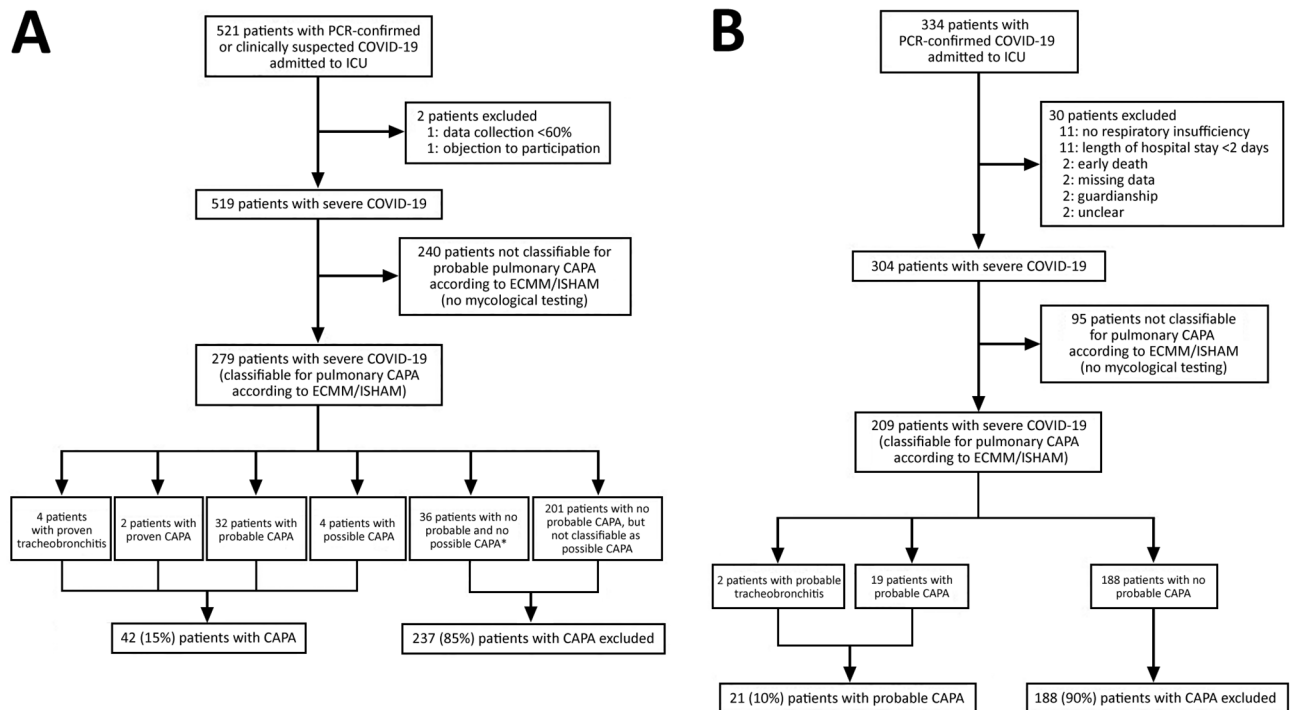 A
521 patients with PCR-confirmed
or clinically suspected COVID-19
admitted to ICU
2 patients excluded
1: data collection <60%
1: objection to participation
519 patients with severe COVID-19
240 patients not classifiable for
probable pulmonary CAPA
according to ECMM/ISHAM
(no mycological testing)
279 patients with severe COVID-19
(classifiable for pulmonary CAPA
according to ECMM/ISHAM)
4 patients
with proven
tracheobronchitis
2 patients with
proven CAPA
32 patients with
probable CAPA
4 patients with
possible CAPA
36 patients with no
probable and no
possible CAPA*
201 patients with no
probable CAPA, but
not classifiable as
possible CAPA
42 (15%) patients with CAPA
237 (85%) patients with CAPA excluded
B
334 patients with
PCR-confirmed COVID-19
admitted to ICU
30 patients excluded
11: no respiratory insufficiency
11: length of hospital stay <2 days
2: early death
2: missing data
2: guardianship
2: unclear
304 patients with severe COVID-19
95 patients not classifiable
for pulmonary CAPA
according to ECMM/ISHAM
(no mycological testing)
209 patients with severe COVID-19
(classifiable for pulmonary CAPA
according to ECMM/ISHAM)
2 patients with probable
tracheobronchitis
19 patients with
probable CAPA
188 patients with no
probable CAPA
21 (10%) patients with probable CAPA
188 (90%) patients with CAPA excluded